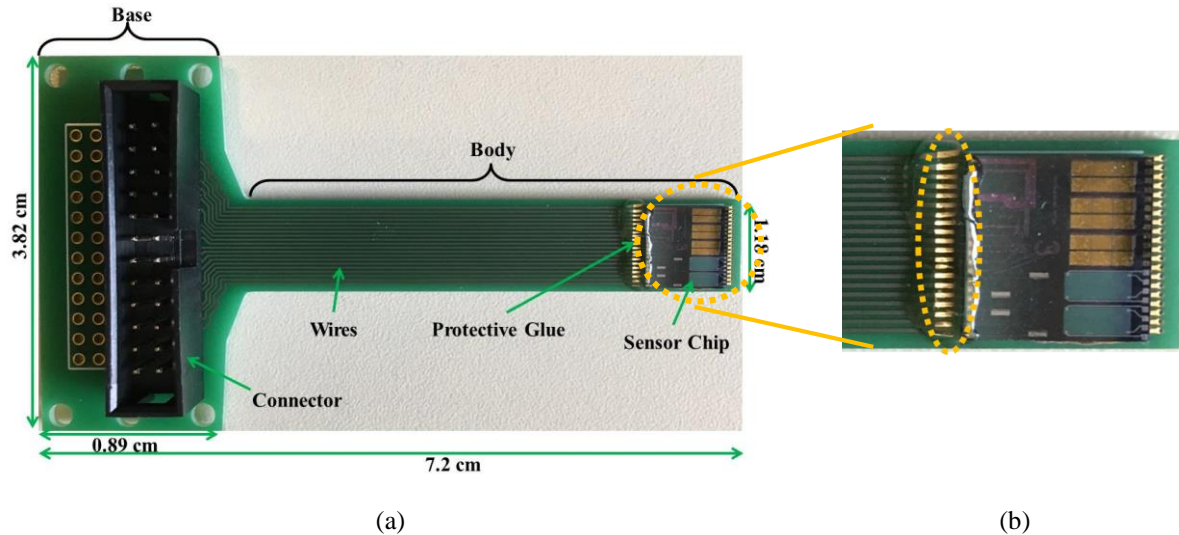 Base
Body
3.82 cm
1.18 cm
Wires
Protective Glue
Sensor Chip
Connector
0.89 cm
7.2 cm
(a)
(b)